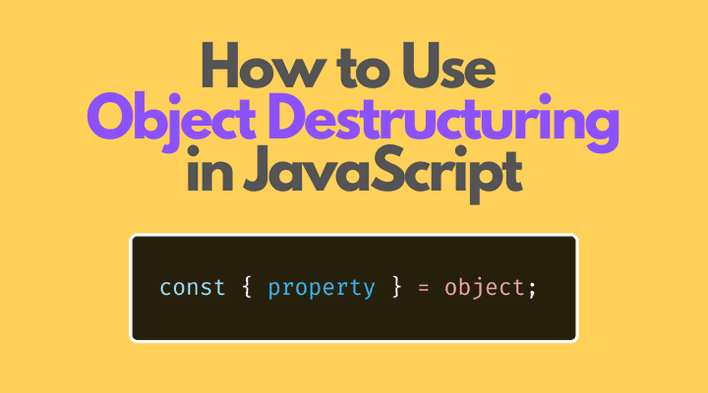 How to Use
Object Destructuring
in JavaScript
const { property } = object;